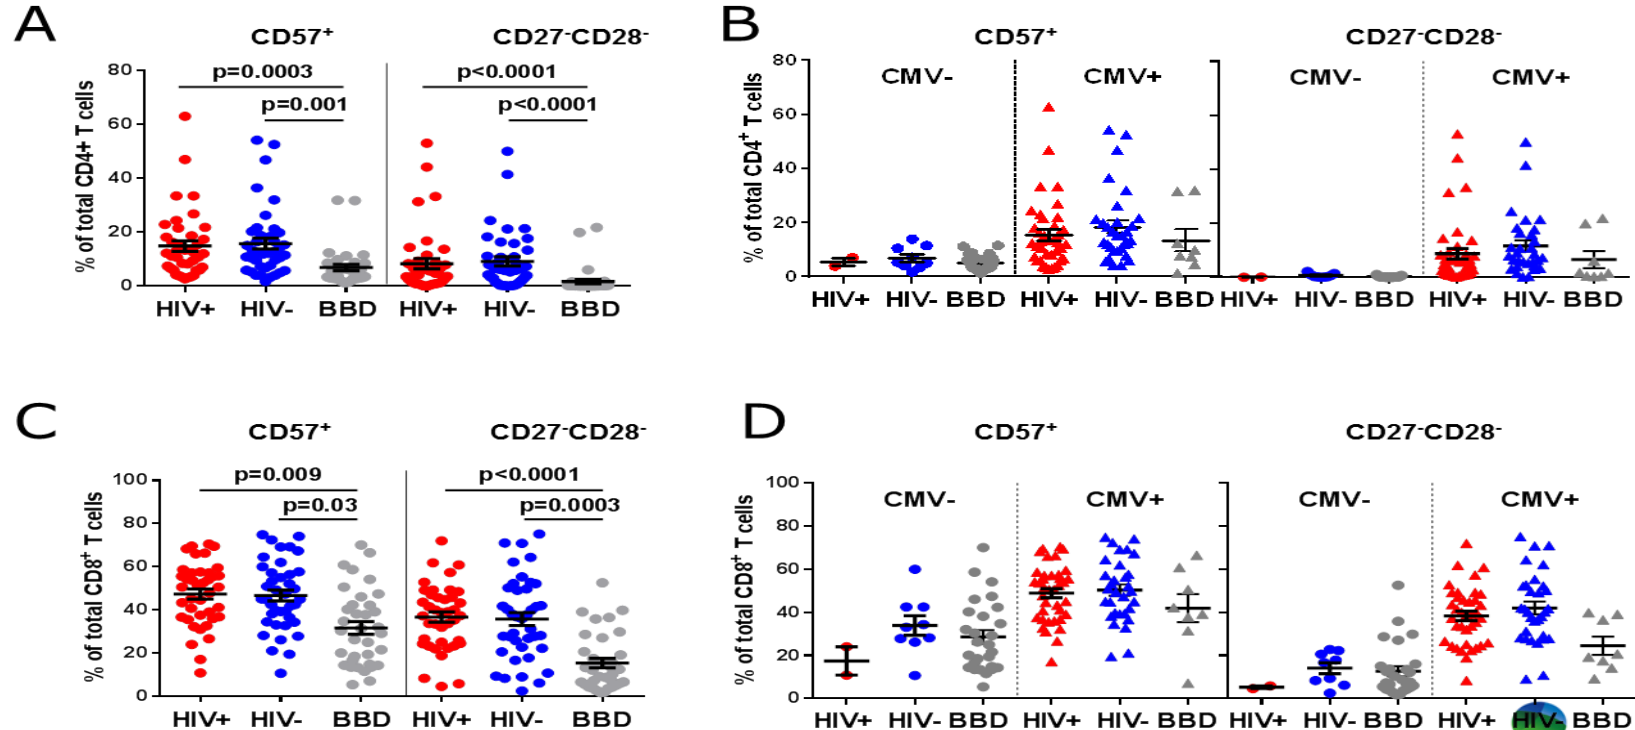 A
CD57⁺
CD27⁻CD28⁻
p=0.0003
p<0.0001
p=0.001
p<0.0001
% of total CD4+ T cells
80
60
40
20
0
HIV+ HIV- BBD HIV+ HIV- BBD
B
CD57⁺
CD27⁻CD28⁻
CMV- CMV+ CMV- CMV+
% of total CD4⁺ T cells
80
60
40
20
0
HIV+ HIV- BBD HIV+ HIV- BBD HIV+ HIV- BBD HIV+ HIV- BBD
C
CD57⁺
CD27⁻CD28⁻
p=0.009
p<0.0001
p=0.03
p=0.0003
% of total CD8⁺ T cells
100
80
60
40
20
0
HIV+ HIV- BBD HIV+ HIV- BBD
D
CD57⁺
CD27⁻CD28⁻
CMV- CMV+ CMV- CMV+
% of total CD8⁺ T cells
100
80
60
40
20
0
HIV+ HIV- BBD HIV+ HIV- BBD HIV+ HIV- BBD HIV+ HIV- BBD